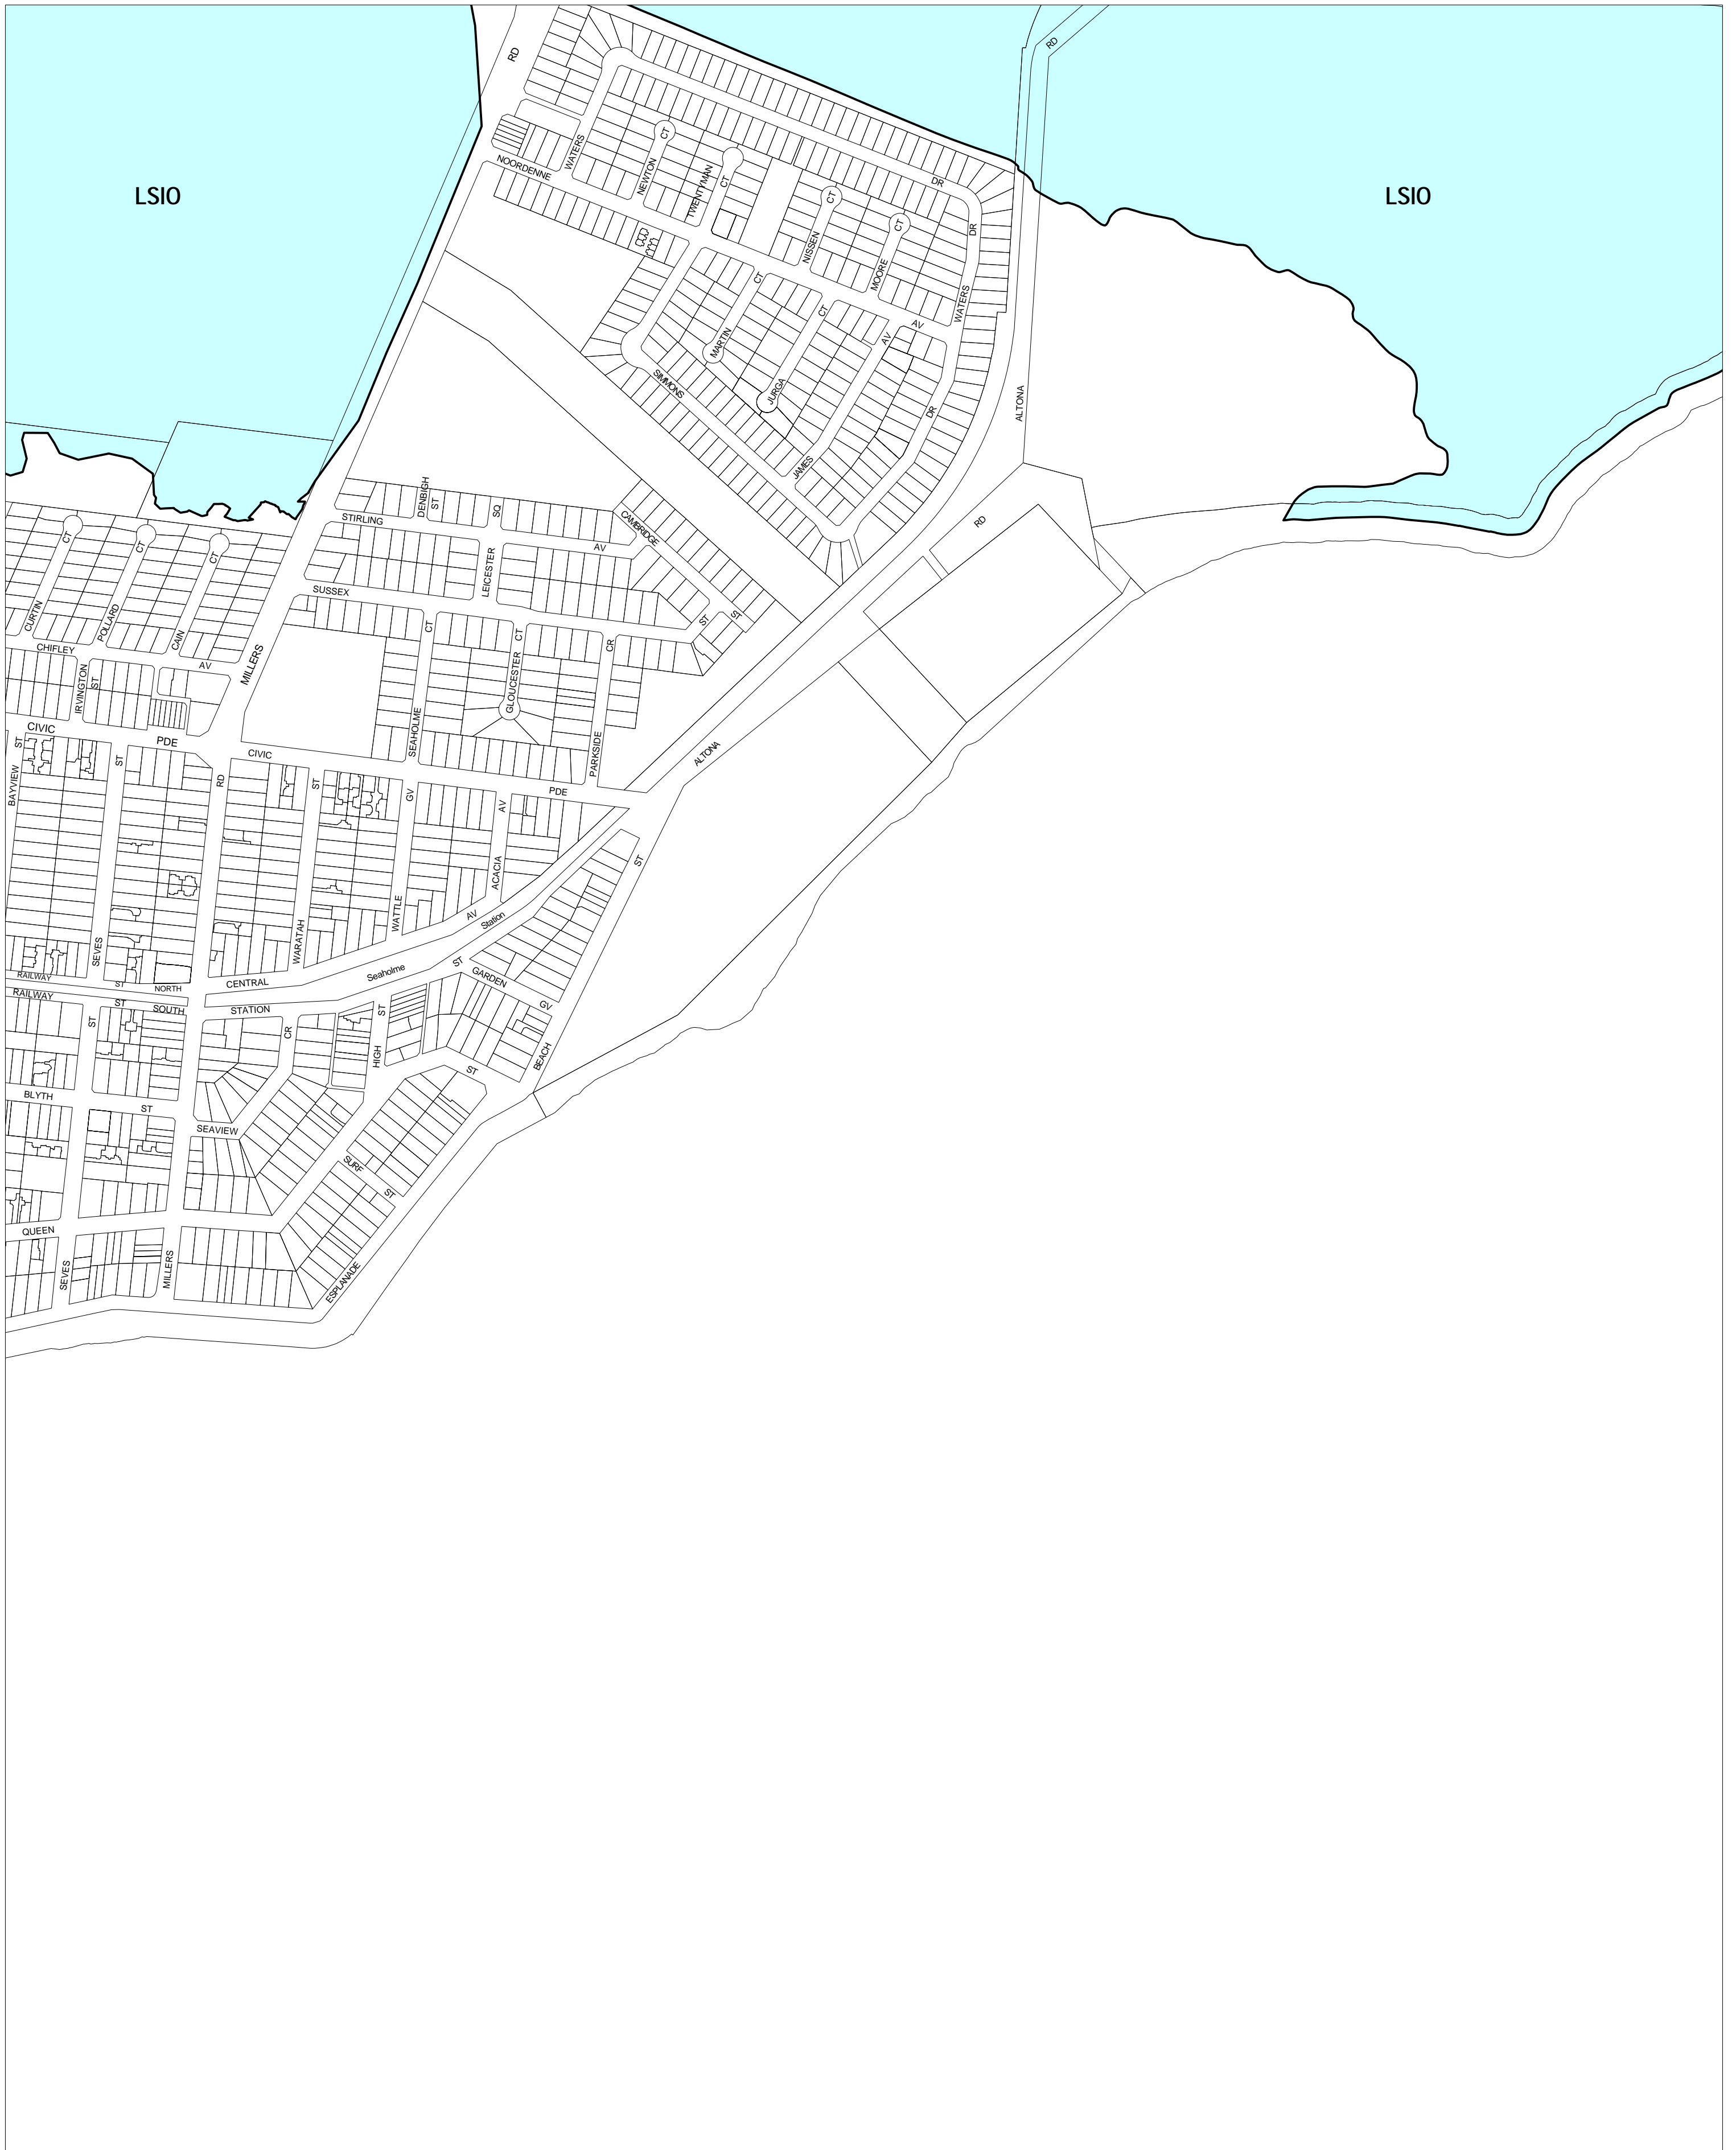 RD
RD
LSIO
LSIO
WATERS
NOORDENNE
NEWTON
CT
TWENTYMAN
CT
NISSEN
CT
MOORE
CT
DR
DR
WATERS
AV
AV
MARTIN
CT
JURGA
CT
SIMMONS
JAMES
DR
ALTONA
RD
DENBIGH
ST
SQ
STIRLING
AV
CAMBRIDGE
ST
LEICESTER
SUSSEX
ST
CT
CT
CT
CURTIN
POLLARD
CAIN
CHIFLEY
AV
MILLERS
IRVINGTON
ST
CT
GLOUCESTER
CT
CR
SEAHOLME
PARKSIDE
ALTONA
CIVIC
PDE
CIVIC
PDE
ST
BAYVIEW
ST
SEVES
RD
ST
WARATAH
GV
WATTLE
AV
ACACIA
AV
Station
ST
Seaholme
ST
GARDEN
GV
BEACH
RAILWAY
ST
NORTH
CENTRAL
RAILWAY
ST
SOUTH
STATION
ST
CR
ST
HIGH
ST
BLYTH
ST
SEAVIEW
SURF
ST
QUEEN
SEVES
MILLERS
ESPLANADE